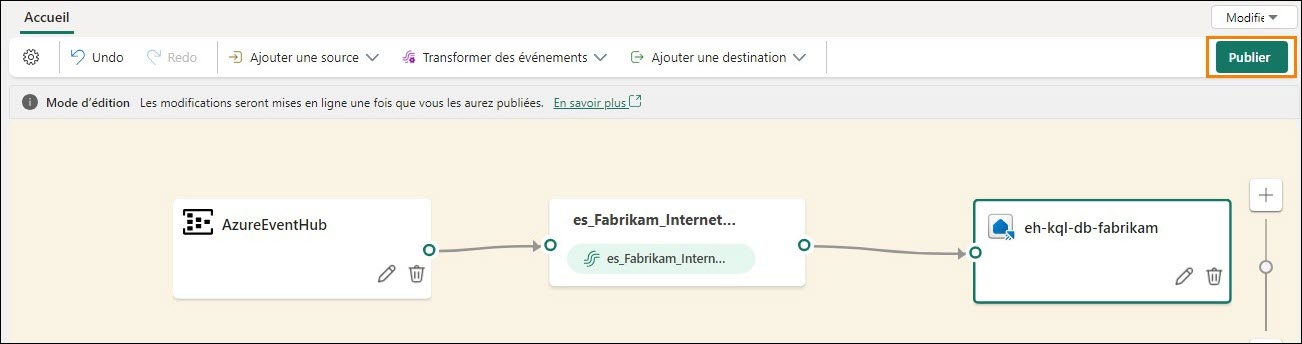 Accueil
Modifie
Undo Redo Ajouter une source Transformer des événements Ajouter une destination Publier
Mode d'édition Les modifications seront mises en ligne une fois que vous les aurez publiées. En savoir plus
AzureEventHub
es_Fabrikam_Internet...
es_Fabrikam_Intern...
eh-kql-db-fabrikam